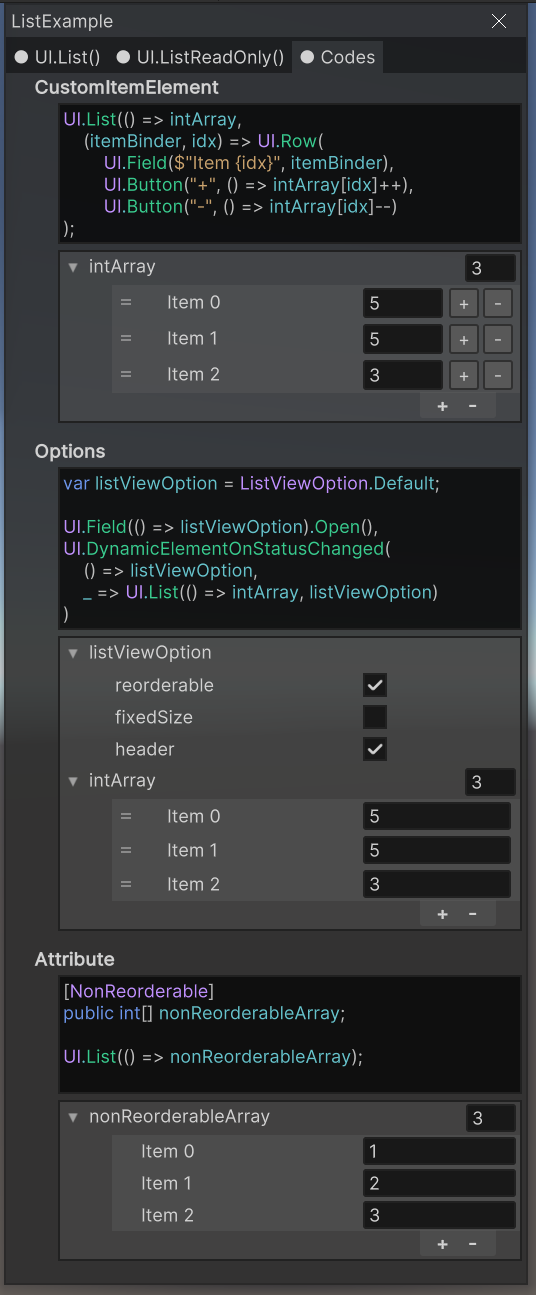 ListExample
UI.List() UI.ListReadOnly() Codes
CustomItemElement
UI.List(() => intArray,
(itemBinder, idx) => UI.Row(
UI.Field($"Item {idx}", itemBinder),
UI.Button("+", () => intArray[idx]++),
UI.Button("-", () => intArray[idx]--)
);
intArray 3
= Item 0 5 + -
= Item 1 5 + -
= Item 2 3 + -
+ -
Options
var listViewOption = ListViewOption.Default;
UI.Field(() => listViewOption).Open(),
UI.DynamicElementOnStatusChanged(
() => listViewOption,
_ => UI.List(() => intArray, listViewOption)
)
listViewOption
reorderable
fixedSize
header
intArray 3
= Item 0 5
= Item 1 5
= Item 2 3
+ -
Attribute
[NonReorderable]
public int[] nonReorderableArray;
UI.List(() => nonReorderableArray);
nonReorderableArray 3
Item 0 1
Item 1 2
Item 2 3
+ -